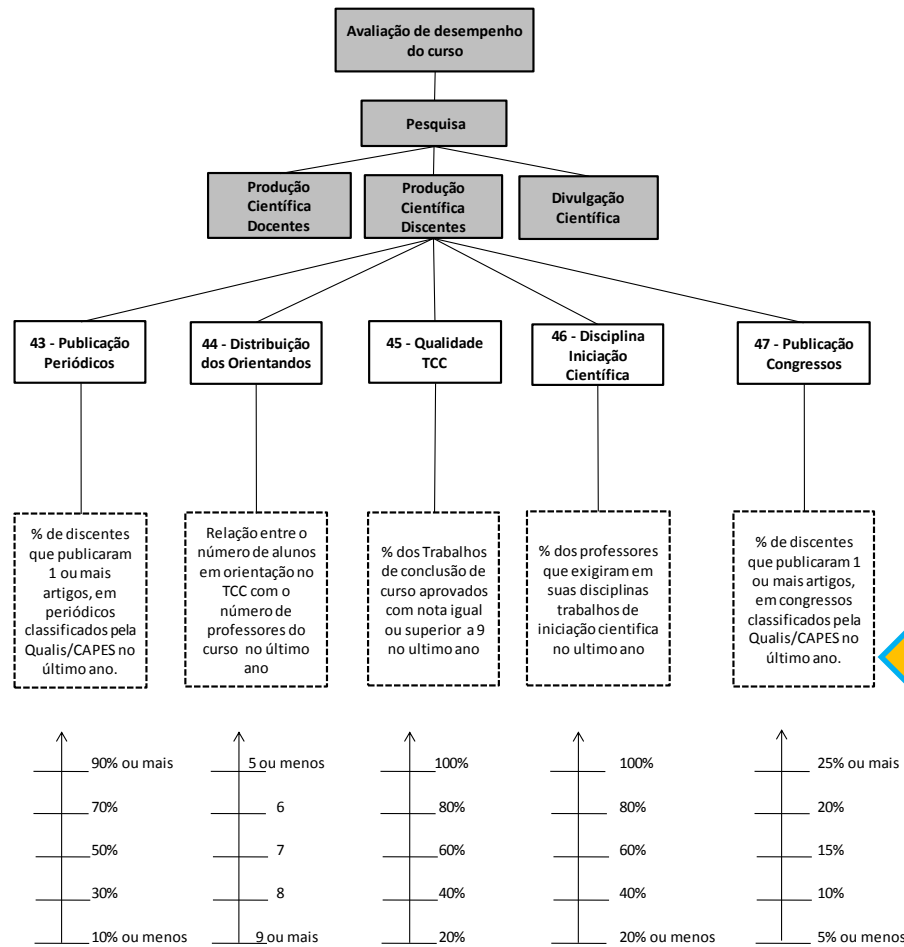 Avaliação de desempenho
do curso
Pesquisa
Produção
Científica
Docentes
Produção
Científica
Discentes
Divulgação
Científica
43 - Publicação
Periódicos
44 - Distribuição
dos Orientandos
45 - Qualidade
TCC
46 - Disciplina
Iniciação
Científica
47 - Publicação
Congressos
% de discentes
que publicaram
1 ou mais
artigos, em
periódicos
classificados pela
Qualis/CAPES no
último ano.
Relação entre o
número de alunos
em orientação no
TCC com o
número de
professores do
curso no último
ano
% dos Trabalhos
de conclusão de
curso aprovados
com nota igual
ou superior a 9
no ultimo ano
% dos professores
que exigiram em
suas disciplinas
trabalhos de
iniciação cientifica
no ultimo ano
% de discentes
que publicaram 1
ou mais artigos,
em congressos
classificados pela
Qualis/CAPES no
último ano.
90% ou mais
70%
50%
30%
10% ou menos
5 ou menos
6
7
8
9 ou mais
100%
80%
60%
40%
20%
100%
80%
60%
40%
20% ou menos
25% ou mais
20%
15%
10%
5% ou menos